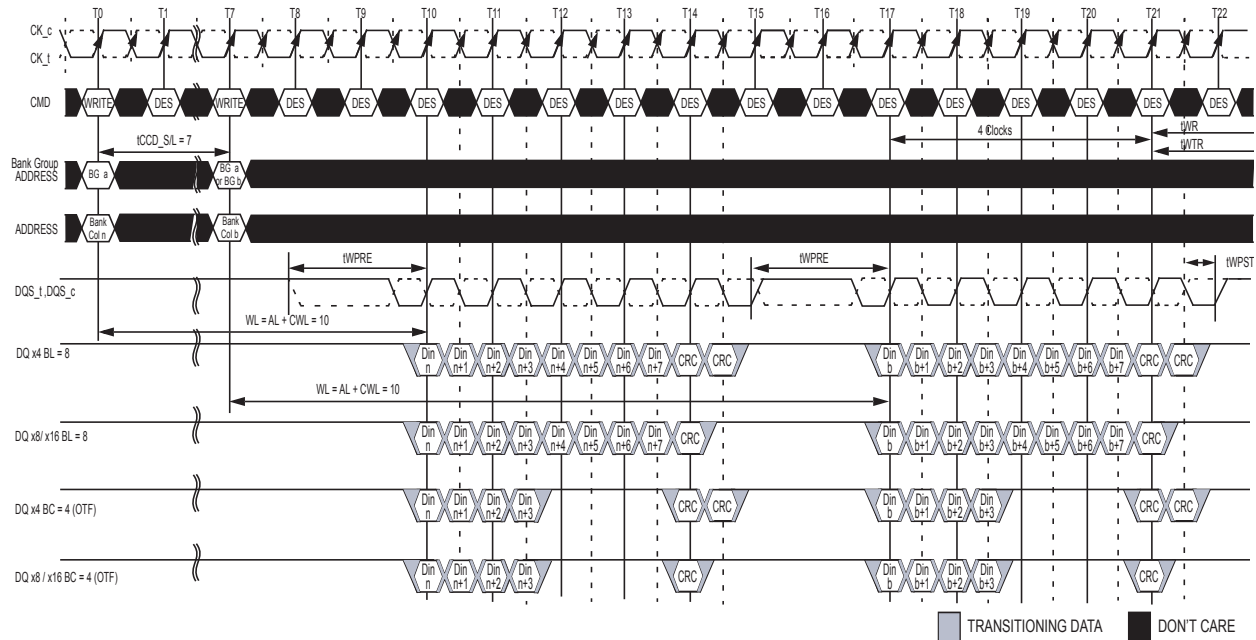 T0 T1 T7 T8 T9 T10 T11 T12 T13 T14 T15 T16 T17 T18 T19 T20 T21 T22
CK_c
CK_t
CMD WRITE DES WRITE DES DES DES DES DES DES DES DES DES DES DES DES DES DES DES
tCCD_S/L = 7
4 Clocks
tWR
tWTR
Bank Group
ADDRESS
BG a
BG a
or BG b
ADDRESS
Bank
Col n
Bank
Col b
tWPRE tWPRE tWPST
DQS_t ,DQS_c
WL = AL + CWL = 10
DQ x4 BL = 8
Din Din Din Din Din Din Din Din CRC CRC Din Din Din Din Din Din Din Din CRC CRC
n n+1 n+2 n+3 n+4 n+5 n+6 n+7 b b+1 b+2 b+3 b+4 b+5 b+6 b+7
WL = AL + CWL = 10
DQ x8/ x16 BL = 8
Din Din Din Din Din Din Din Din CRC Din Din Din Din Din Din Din Din CRC
n n+1 n+2 n+3 n+4 n+5 n+6 n+7 b b+1 b+2 b+3 b+4 b+5 b+6 b+7
DQ x4 BC = 4 (OTF)
Din Din Din Din CRC CRC Din Din Din Din CRC CRC
n n+1 n+2 n+3 b b+1 b+2 b+3
DQ x8 / x16 BC = 4 (OTF)
Din Din Din Din CRC Din Din Din Din CRC
n n+1 n+2 n+3 b b+1 b+2 b+3
TRANSITIONING DATA DON'T CARE